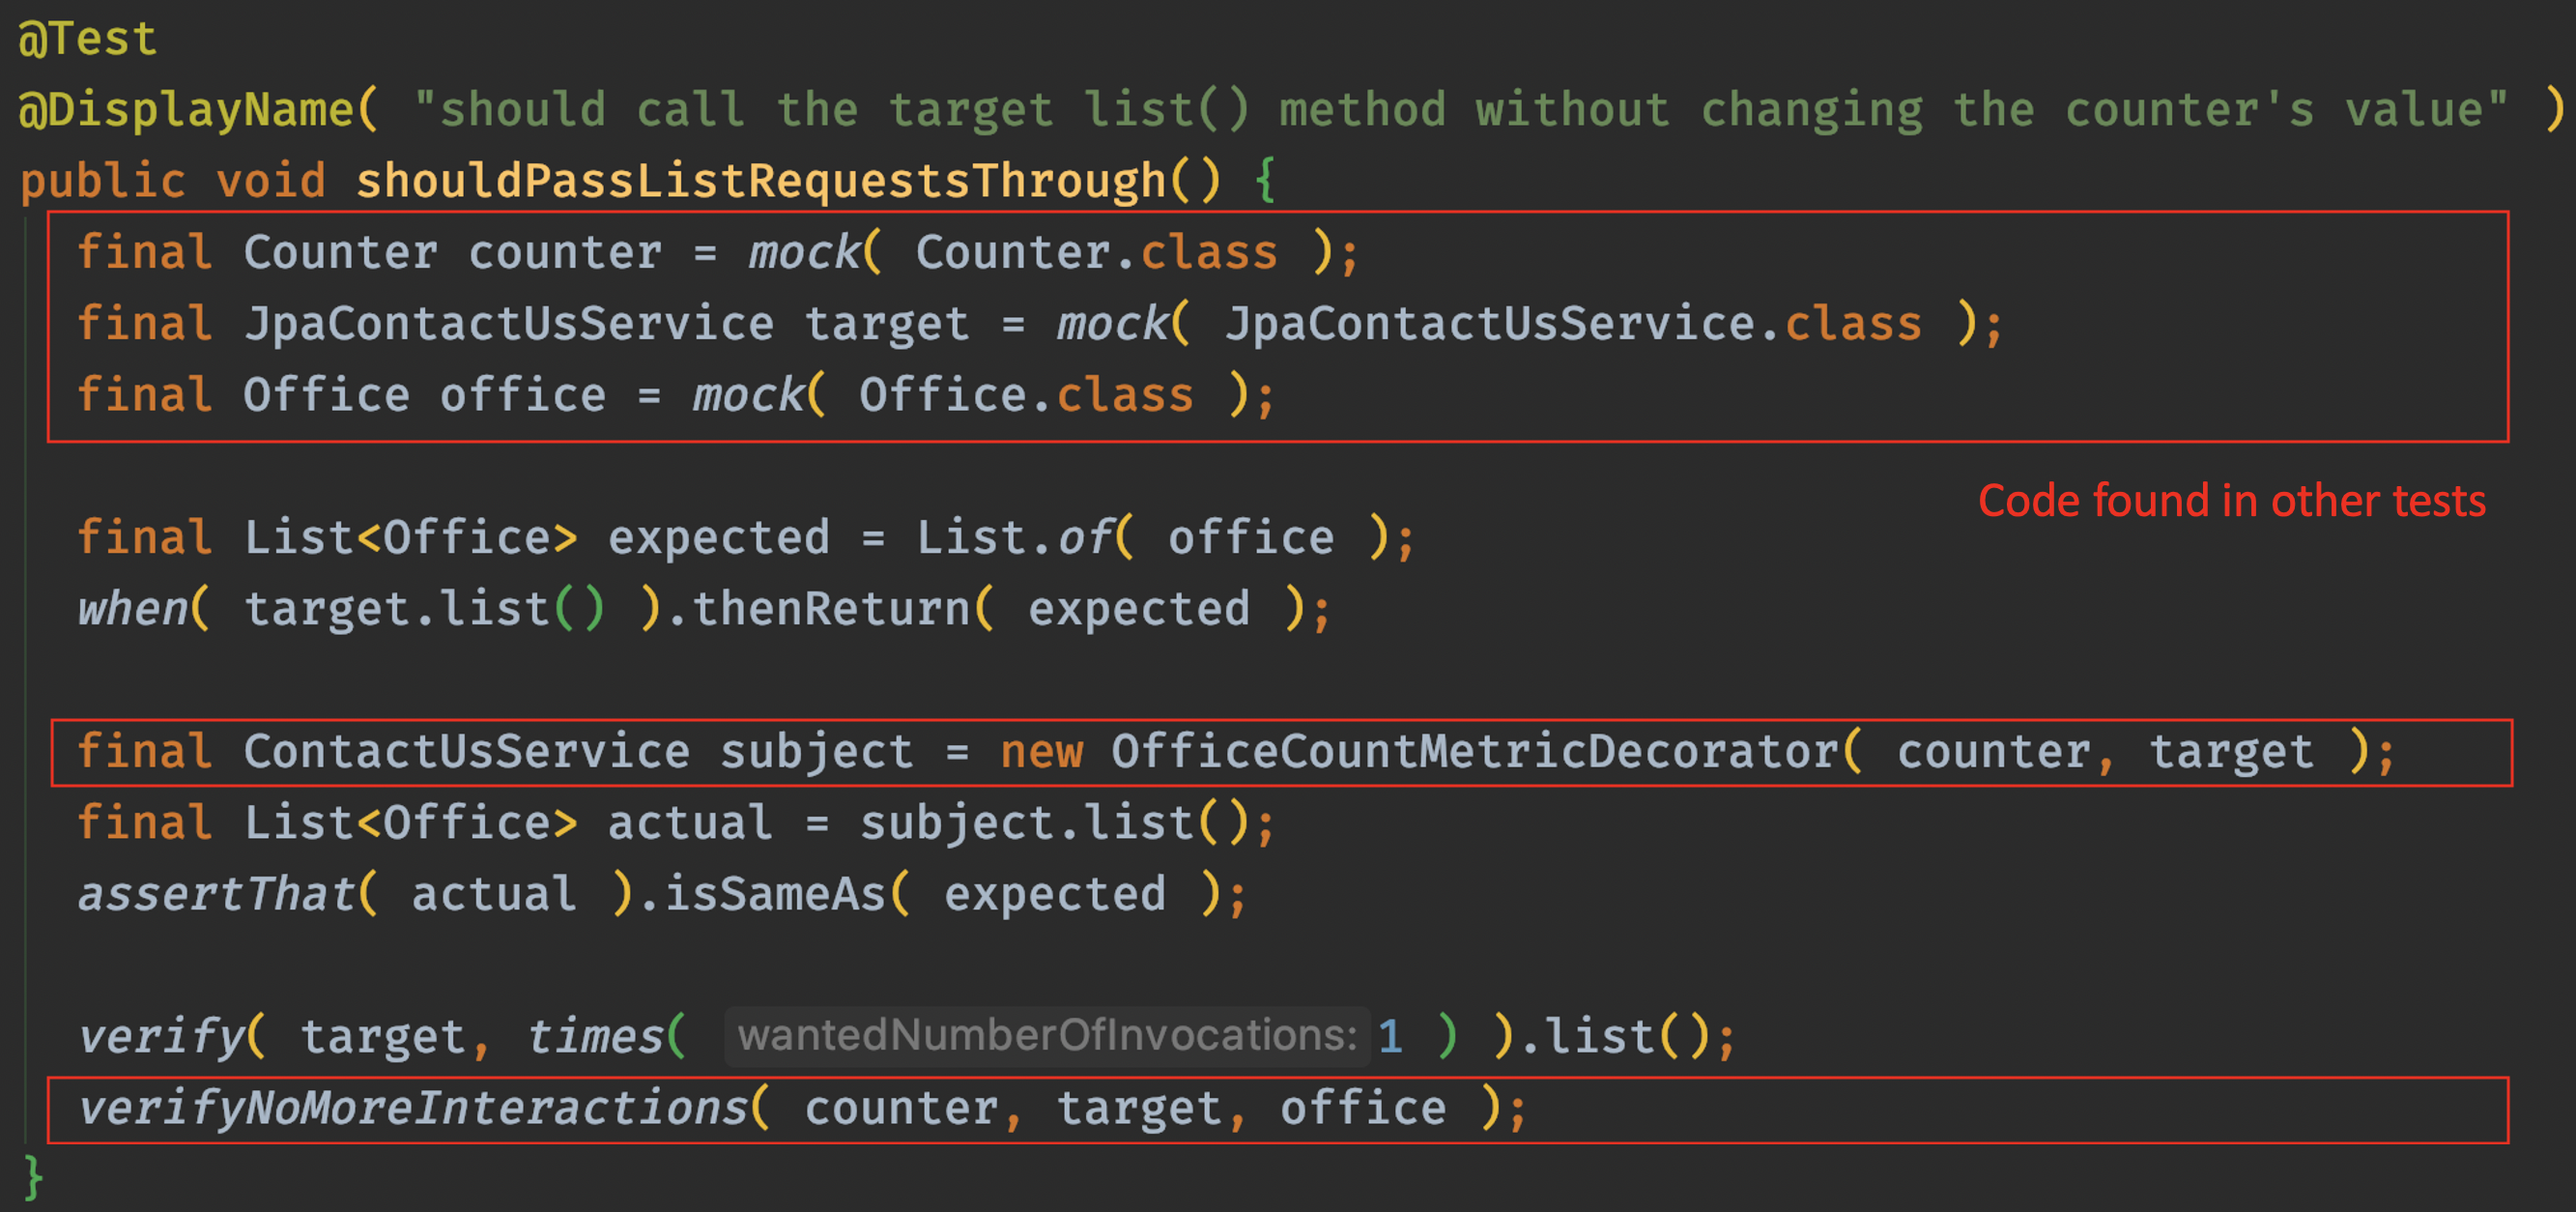 @Test
@DisplayName( "should call the target list() method without changing the counter's value" )
public void shouldPassListRequestsThrough() {
final Counter counter = mock( Counter.class );
final JpaContactUsService target = mock( JpaContactUsService.class );
final Office office = mock( Office.class );
Code found in other tests
final List<Office> expected = List.of( office );
when( target.list() ).thenReturn( expected );
final ContactUsService subject = new OfficeCountMetricDecorator( counter, target );
final List<Office> actual = subject.list();
assertThat( actual ).isSameAs( expected );
verify( target, times( wantedNumberOfInvocations: 1 ) ).list();
verifyNoMoreInteractions( counter, target, office );
}